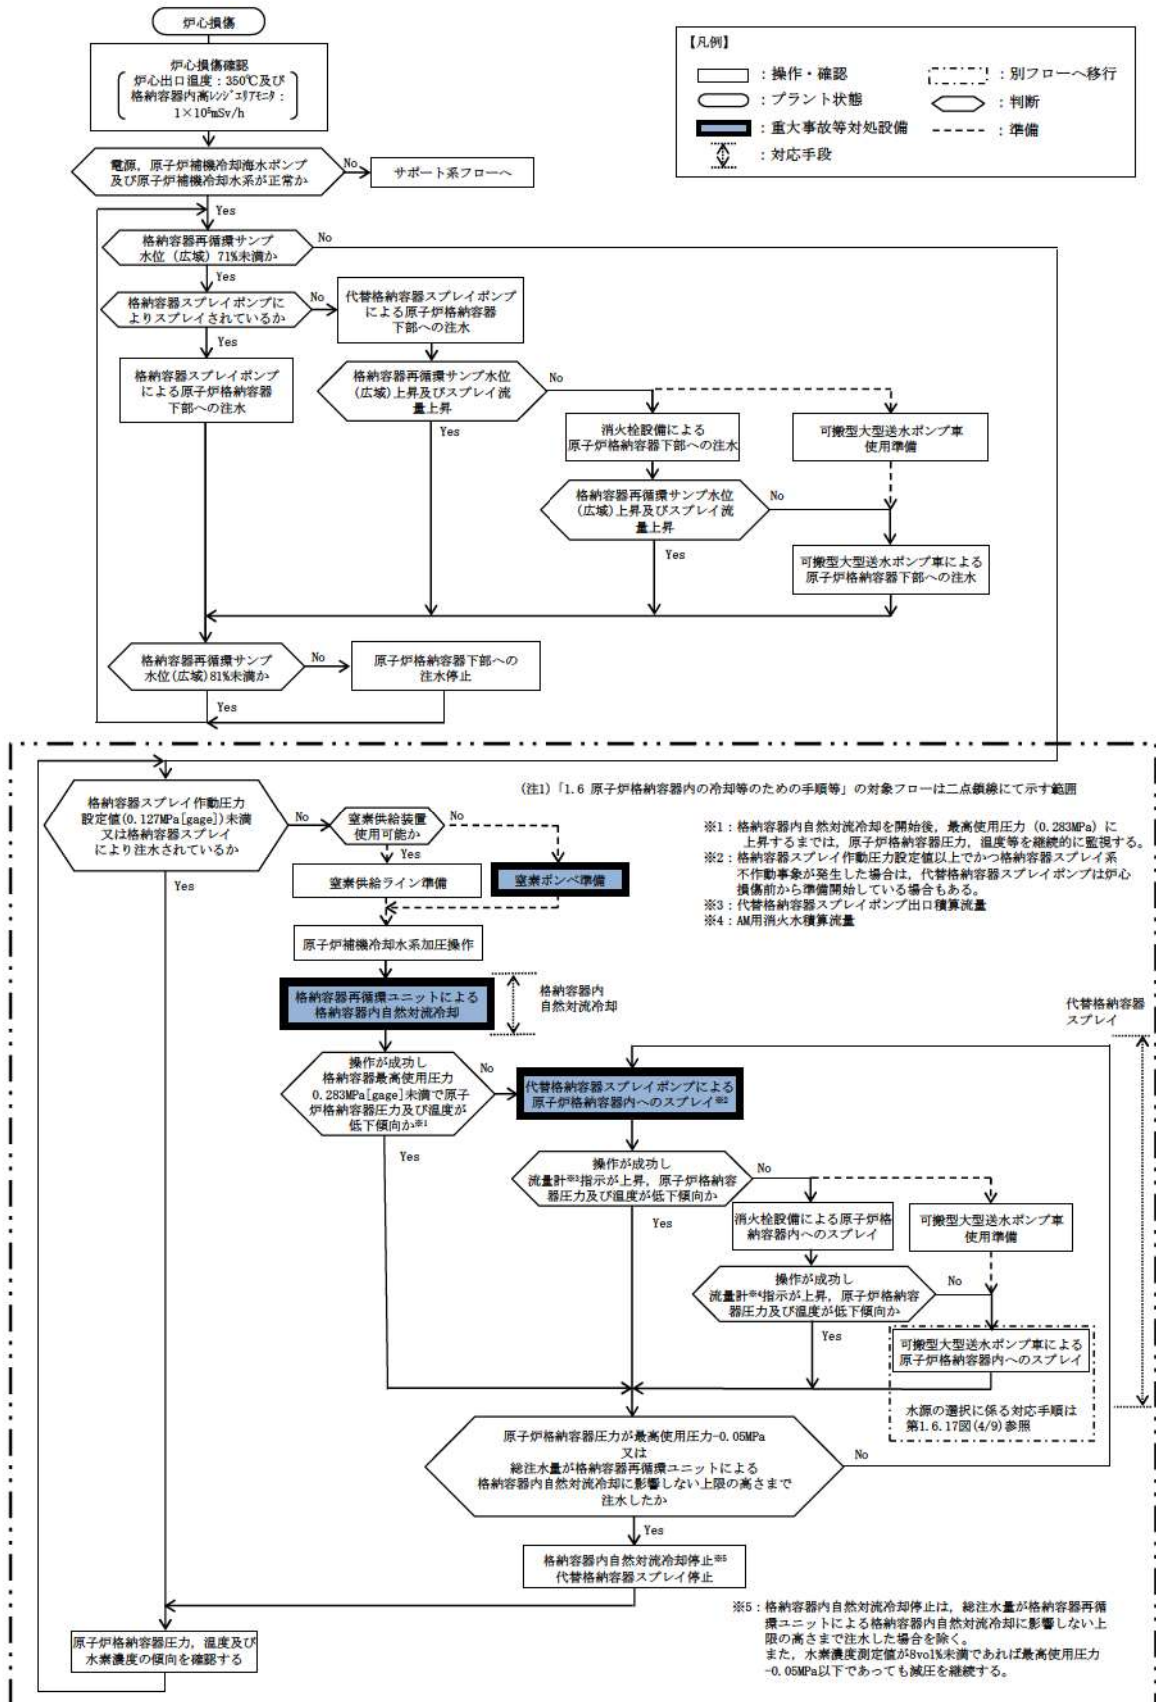 炉心損傷
炉心損傷確認
炉心出口温度：350℃及び
格納容器内高レンジエリアモニタ：
1×10⁵mSv/h
【凡例】
：操作・確認
：別フローへ移行
：プラント状態
：判断
：重大事故等対処設備
：準備
：対応手段
電源，原子炉補機冷却海水ポンプ
及び原子炉補機冷却水系が正常か
No
サポート系フローへ
Yes
格納容器再循環サンプ
水位（広域）71%未満か
No
Yes
格納容器スプレイポンプに
よりスプレイされているか
No
代替格納容器スプレイポンプ
による原子炉格納容器
下部への注水
Yes
格納容器スプレイポンプ
による原子炉格納容器
下部への注水
格納容器再循環サンプ水位
(広域)上昇及びスプレイ流
量上昇
No
Yes
消火栓設備による
原子炉格納容器下部への注水
可搬型大型送水ポンプ車
使用準備
格納容器再循環サンプ水位
(広域)上昇及びスプレイ流
量上昇
No
Yes
可搬型大型送水ポンプ車による
原子炉格納容器下部への注水
格納容器再循環サンプ
水位(広域)81%未満か
No
原子炉格納容器下部への
注水停止
Yes
(注1)「1.6 原子炉格納容器内の冷却等のための手順等」の対象フローは二点鎖線にて示す範囲
格納容器スプレイ作動圧力
設定値(0.127MPa[gage])未満
又は格納容器スプレイ
により注水されているか
No
窒素供給装置
使用可能か
No
Yes
Yes
窒素供給ライン準備
窒素ボンベ準備
※1：格納容器内自然対流冷却を開始後，最高使用圧力（0.283MPa）に
上昇するまでは，原子炉格納容器圧力，温度等を継続的に監視する。
※2：格納容器スプレイ作動圧力設定値以上でかつ格納容器スプレイ系
不作動事象が発生した場合は，代替格納容器スプレイポンプは炉心
損傷前から準備開始している場合もある。
※3：代替格納容器スプレイポンプ出口積算流量
※4：AM用消火水積算流量
原子炉補機冷却水系加圧操作
格納容器再循環ユニットによる
格納容器内自然対流冷却
格納容器内
自然対流冷却
代替格納容器
スプレイ
操作が成功し
格納容器最高使用圧力
0.283MPa[gage]未満で原子
炉格納容器圧力及び温度が
低下傾向か※1
No
Yes
代替格納容器スプレイポンプによる
原子炉格納容器内へのスプレイ※2
操作が成功し
流量計※3指示が上昇，原子炉格納容
器圧力及び温度が低下傾向か
No
Yes
消火栓設備による原子炉格
納容器内へのスプレイ
可搬型大型送水ポンプ車
使用準備
操作が成功し
流量計※4指示が上昇，原子炉格納容
器圧力及び温度が低下傾向か
No
Yes
可搬型大型送水ポンプ車による
原子炉格納容器内へのスプレイ
水源の選択に係る対応手順は
第1.6.17図(4/9)参照
原子炉格納容器圧力が最高使用圧力-0.05MPa
又は
総注水量が格納容器再循環ユニットによる
格納容器内自然対流冷却に影響しない上限の高さまで
注水したか
No
Yes
格納容器内自然対流冷却停止※5
代替格納容器スプレイ停止
※5：格納容器内自然対流冷却停止は，総注水量が格納容器再循
環ユニットによる格納容器内自然対流冷却に影響しない上
限の高さまで注水した場合を除く。
また，水素濃度測定値が8vol%未満であれば最高使用圧力
-0.05MPa以下であっても減圧を継続する。
原子炉格納容器圧力，温度及び
水素濃度の傾向を確認する